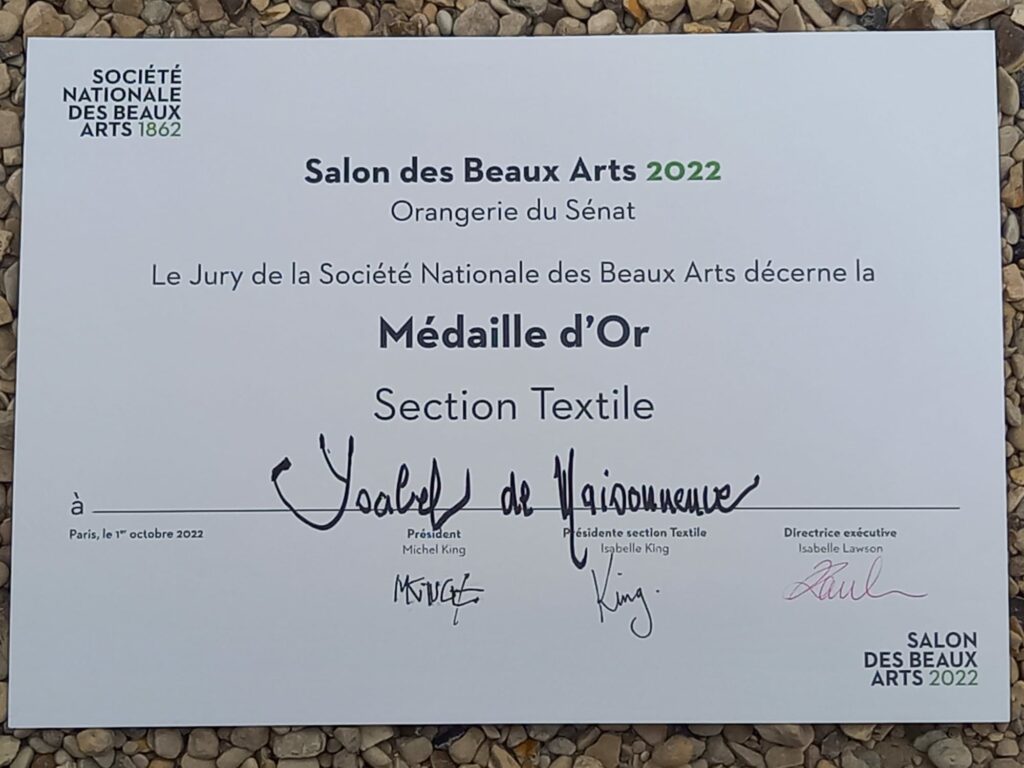 SOCIÉTÉ
NATIONALE
DES BEAUX
ARTS 1862
Salon des Beaux Arts 2022
Orangerie du Sénat
Le Jury de la Société Nationale des Beaux Arts décerne la
Médaille d'Or
Section Textile
à Ysabel de Maisonneuve
Paris, le 1er octobre 2022
Président
Michel King
Présidente section Textile
Isabelle King
Directrice exécutive
Isabelle Lawson
King.
SALON
DES BEAUX
ARTS 2022